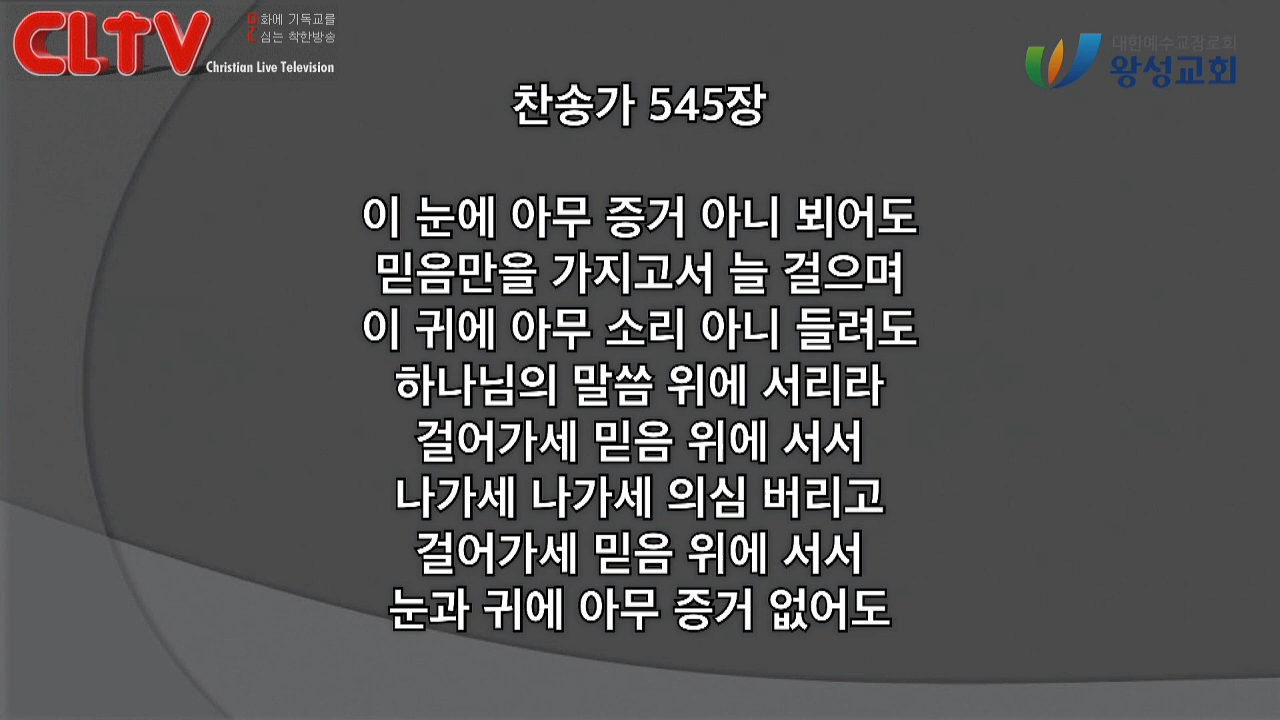 CLTV
문화에 기독교를
심는 착한방송
Christian Live Television
대한예수교장로회
왕성교회
찬송가 545장
이 눈에 아무 증거 아니 뵈어도
믿음만을 가지고서 늘 걸으며
이 귀에 아무 소리 아니 들려도
하나님의 말씀 위에 서리라
걸어가세 믿음 위에 서서
나가세 나가세 의심 버리고
걸어가세 믿음 위에 서서
눈과 귀에 아무 증거 없어도